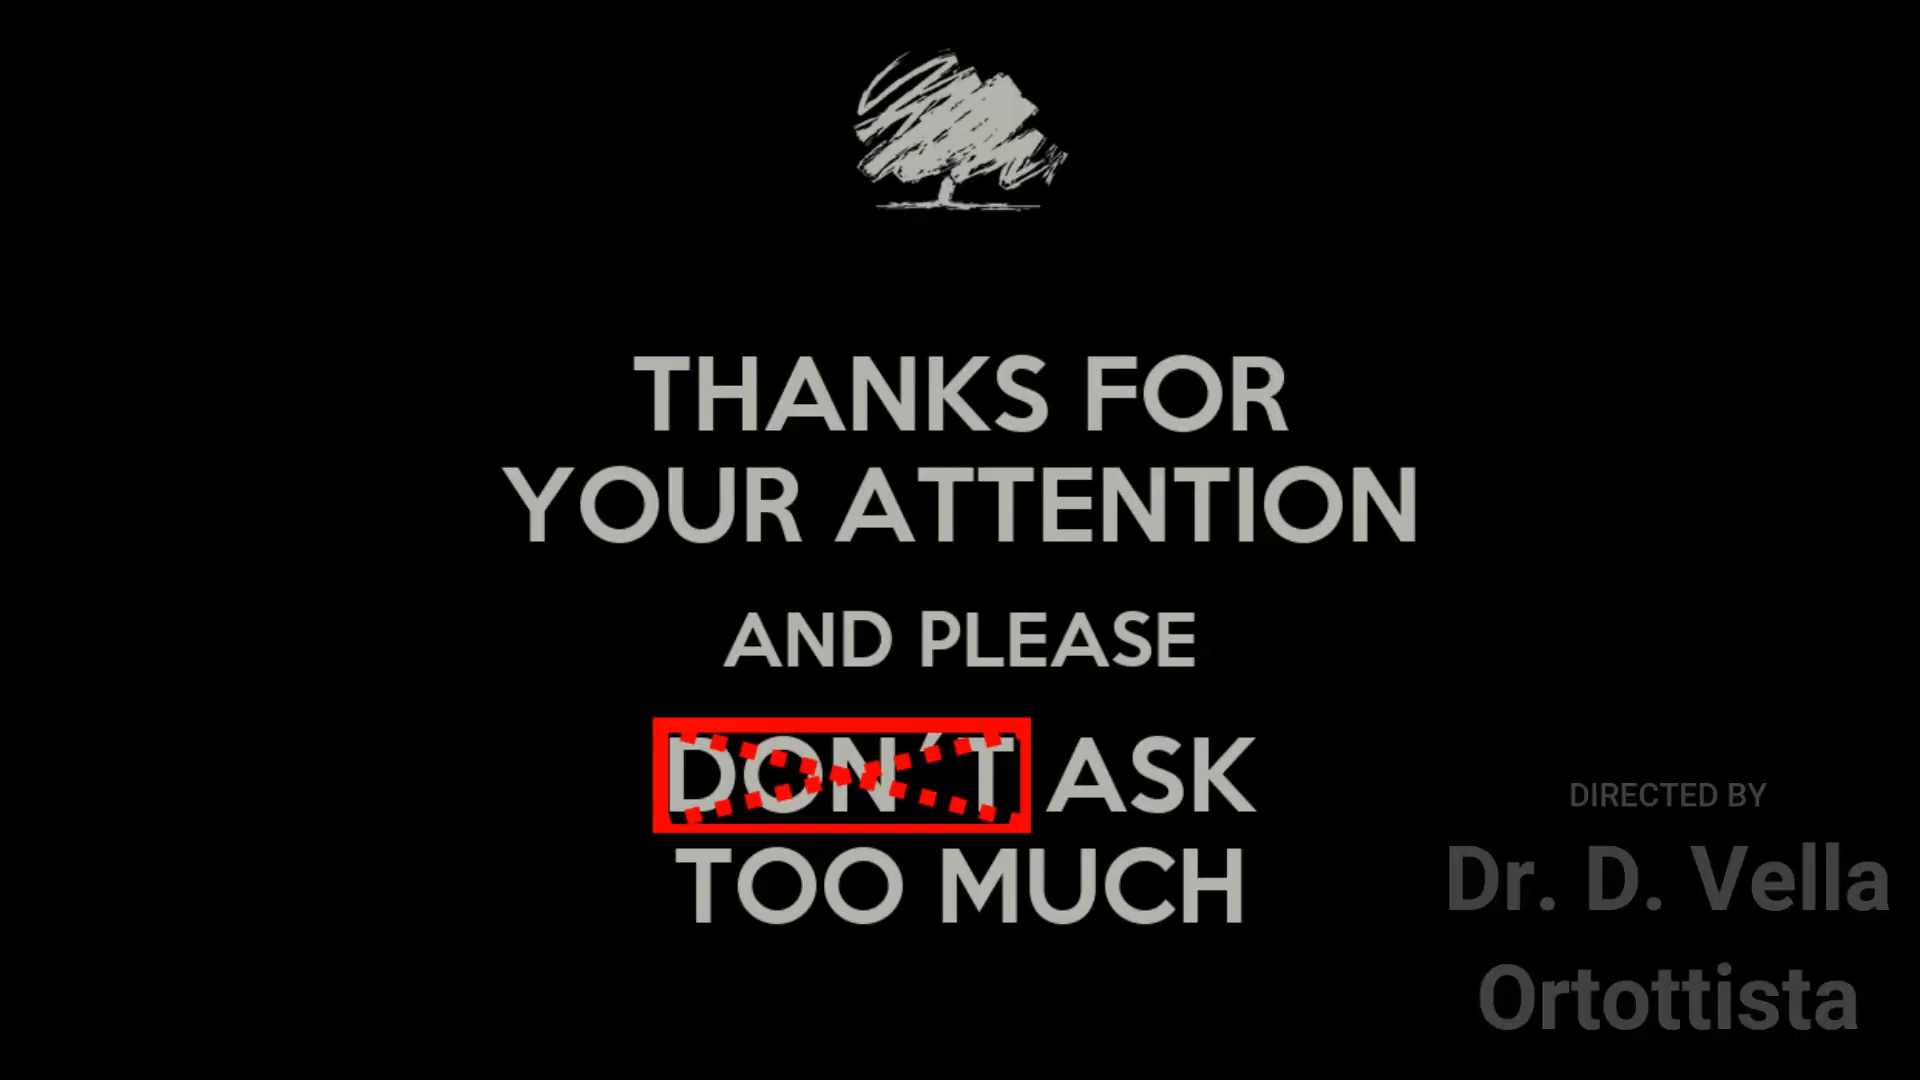 THANKS FOR
YOUR ATTENTION
AND PLEASE
DON´T ASK
TOO MUCH
DIRECTED BY
Dr. D. Vella
Ortottista